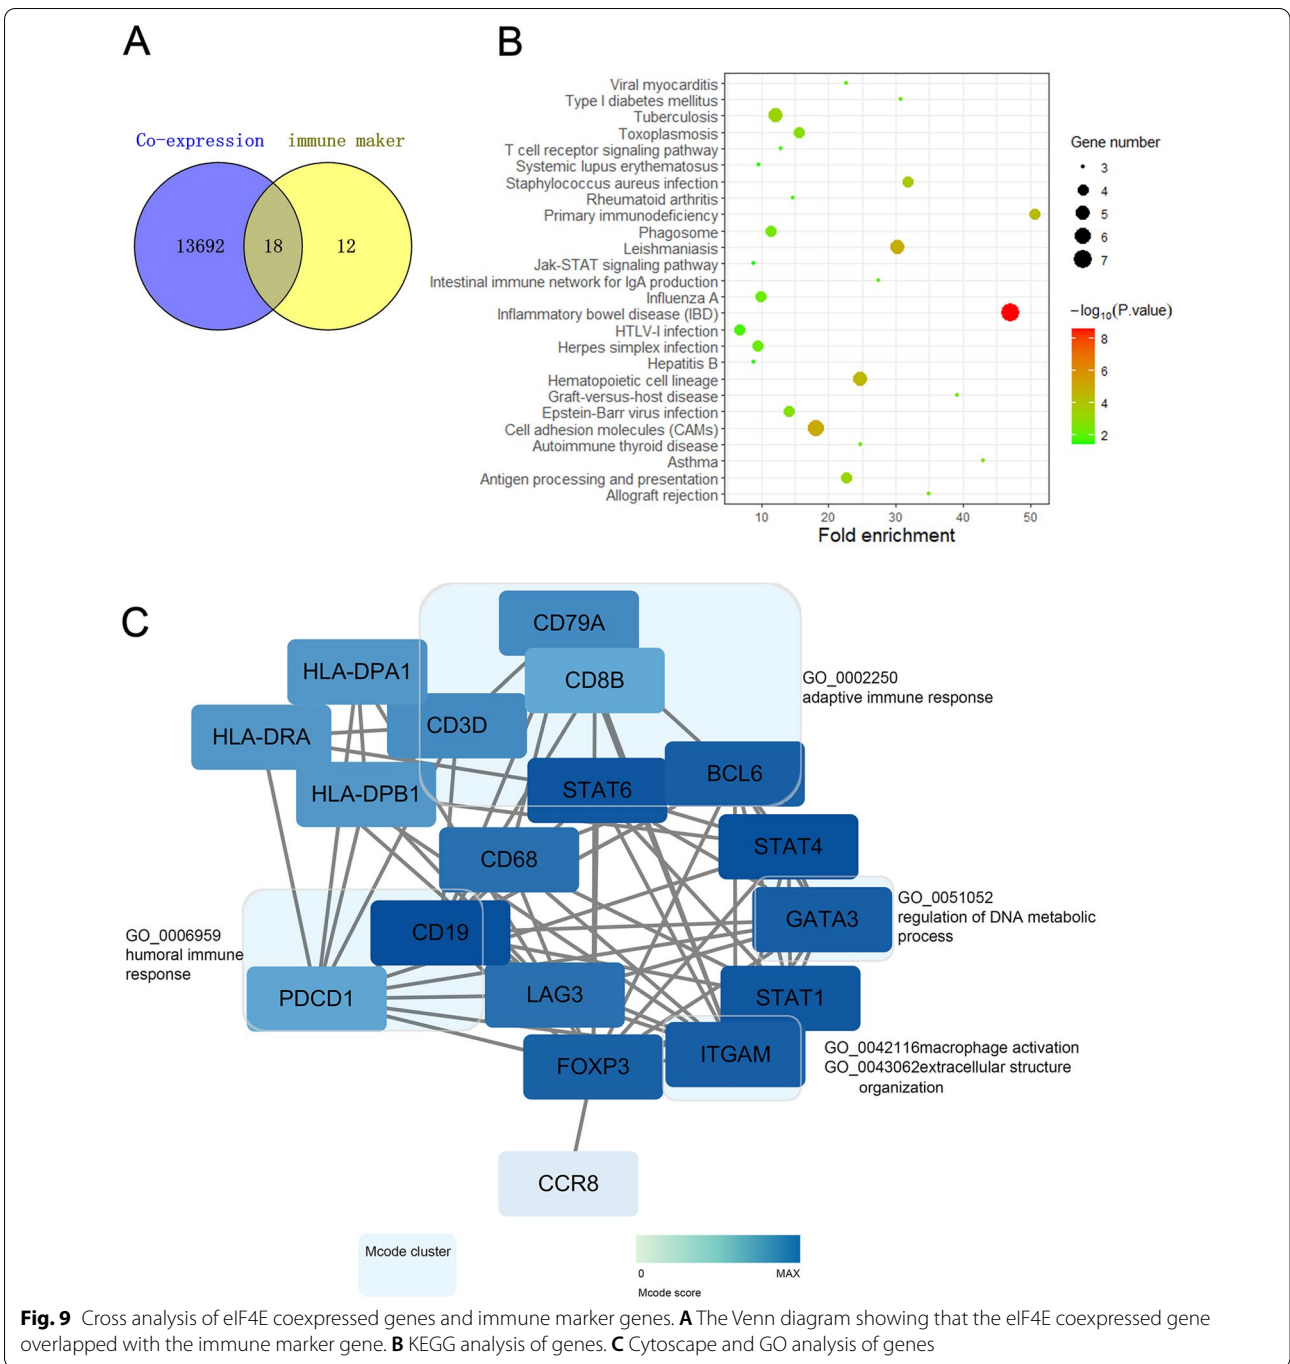 A
B
Co-expression
immune maker
13692
18
12
Viral myocarditis
Type I diabetes mellitus
Tuberculosis
Toxoplasmosis
T cell receptor signaling pathway
Systemic lupus erythematosus
Staphylococcus aureus infection
Rheumatoid arthritis
Primary immunodeficiency
Phagosome
Leishmaniasis
Jak-STAT signaling pathway
Intestinal immune network for IgA production
Influenza A
Inflammatory bowel disease (IBD)
HTLV-I infection
Herpes simplex infection
Hepatitis B
Hematopoietic cell lineage
Graft-versus-host disease
Epstein-Barr virus infection
Cell adhesion molecules (CAMs)
Autoimmune thyroid disease
Asthma
Antigen processing and presentation
Allograft rejection
10
20
30
40
50
Fold enrichment
Gene number
3
4
5
6
7
−log10(P.value)
8
6
4
2
C
CD79A
HLA-DPA1
CD8B
GO_0002250
adaptive immune response
HLA-DRA
CD3D
BCL6
HLA-DPB1
STAT6
STAT4
CD68
GATA3
GO_0051052
regulation of DNA metabolic
process
GO_0006959
humoral immune
response
CD19
PDCD1
LAG3
STAT1
FOXP3
ITGAM
GO_0042116macrophage activation
GO_0043062extracellular structure
organization
CCR8
Mcode cluster
0
MAX
Mcode score
Fig. 9 Cross analysis of eIF4E coexpressed genes and immune marker genes. A The Venn diagram showing that the eIF4E coexpressed gene
overlapped with the immune marker gene. B KEGG analysis of genes. C Cytoscape and GO analysis of genes